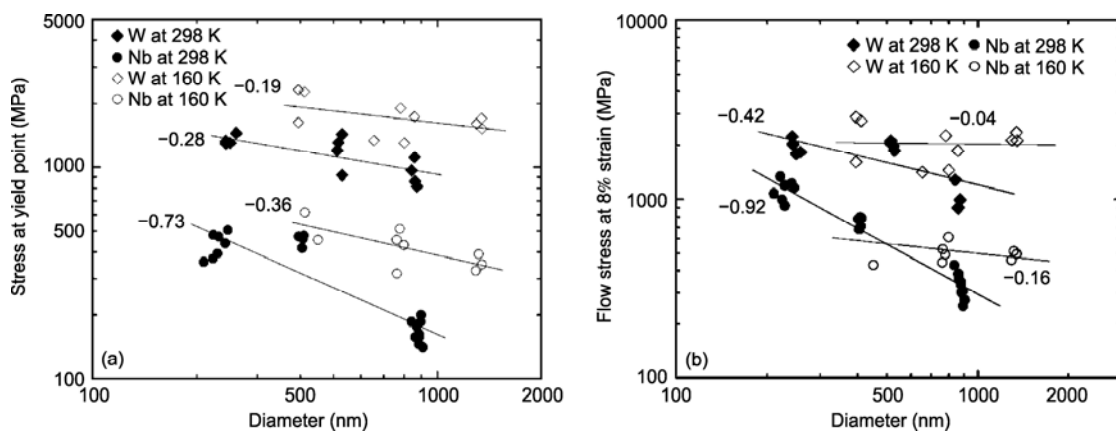 5000
1000
500
100
Stress at yield point (MPa)
W at 298 K
Nb at 298 K
W at 160 K
Nb at 160 K
−0.19
−0.28
−0.36
−0.73
(a)
100
500
1000
2000
Diameter (nm)
10000
1000
100
Flow stress at 8% strain (MPa)
W at 298 K Nb at 298 K
W at 160 K Nb at 160 K
−0.42
−0.04
−0.92
−0.16
(b)
100
500
1000
2000
Diameter (nm)